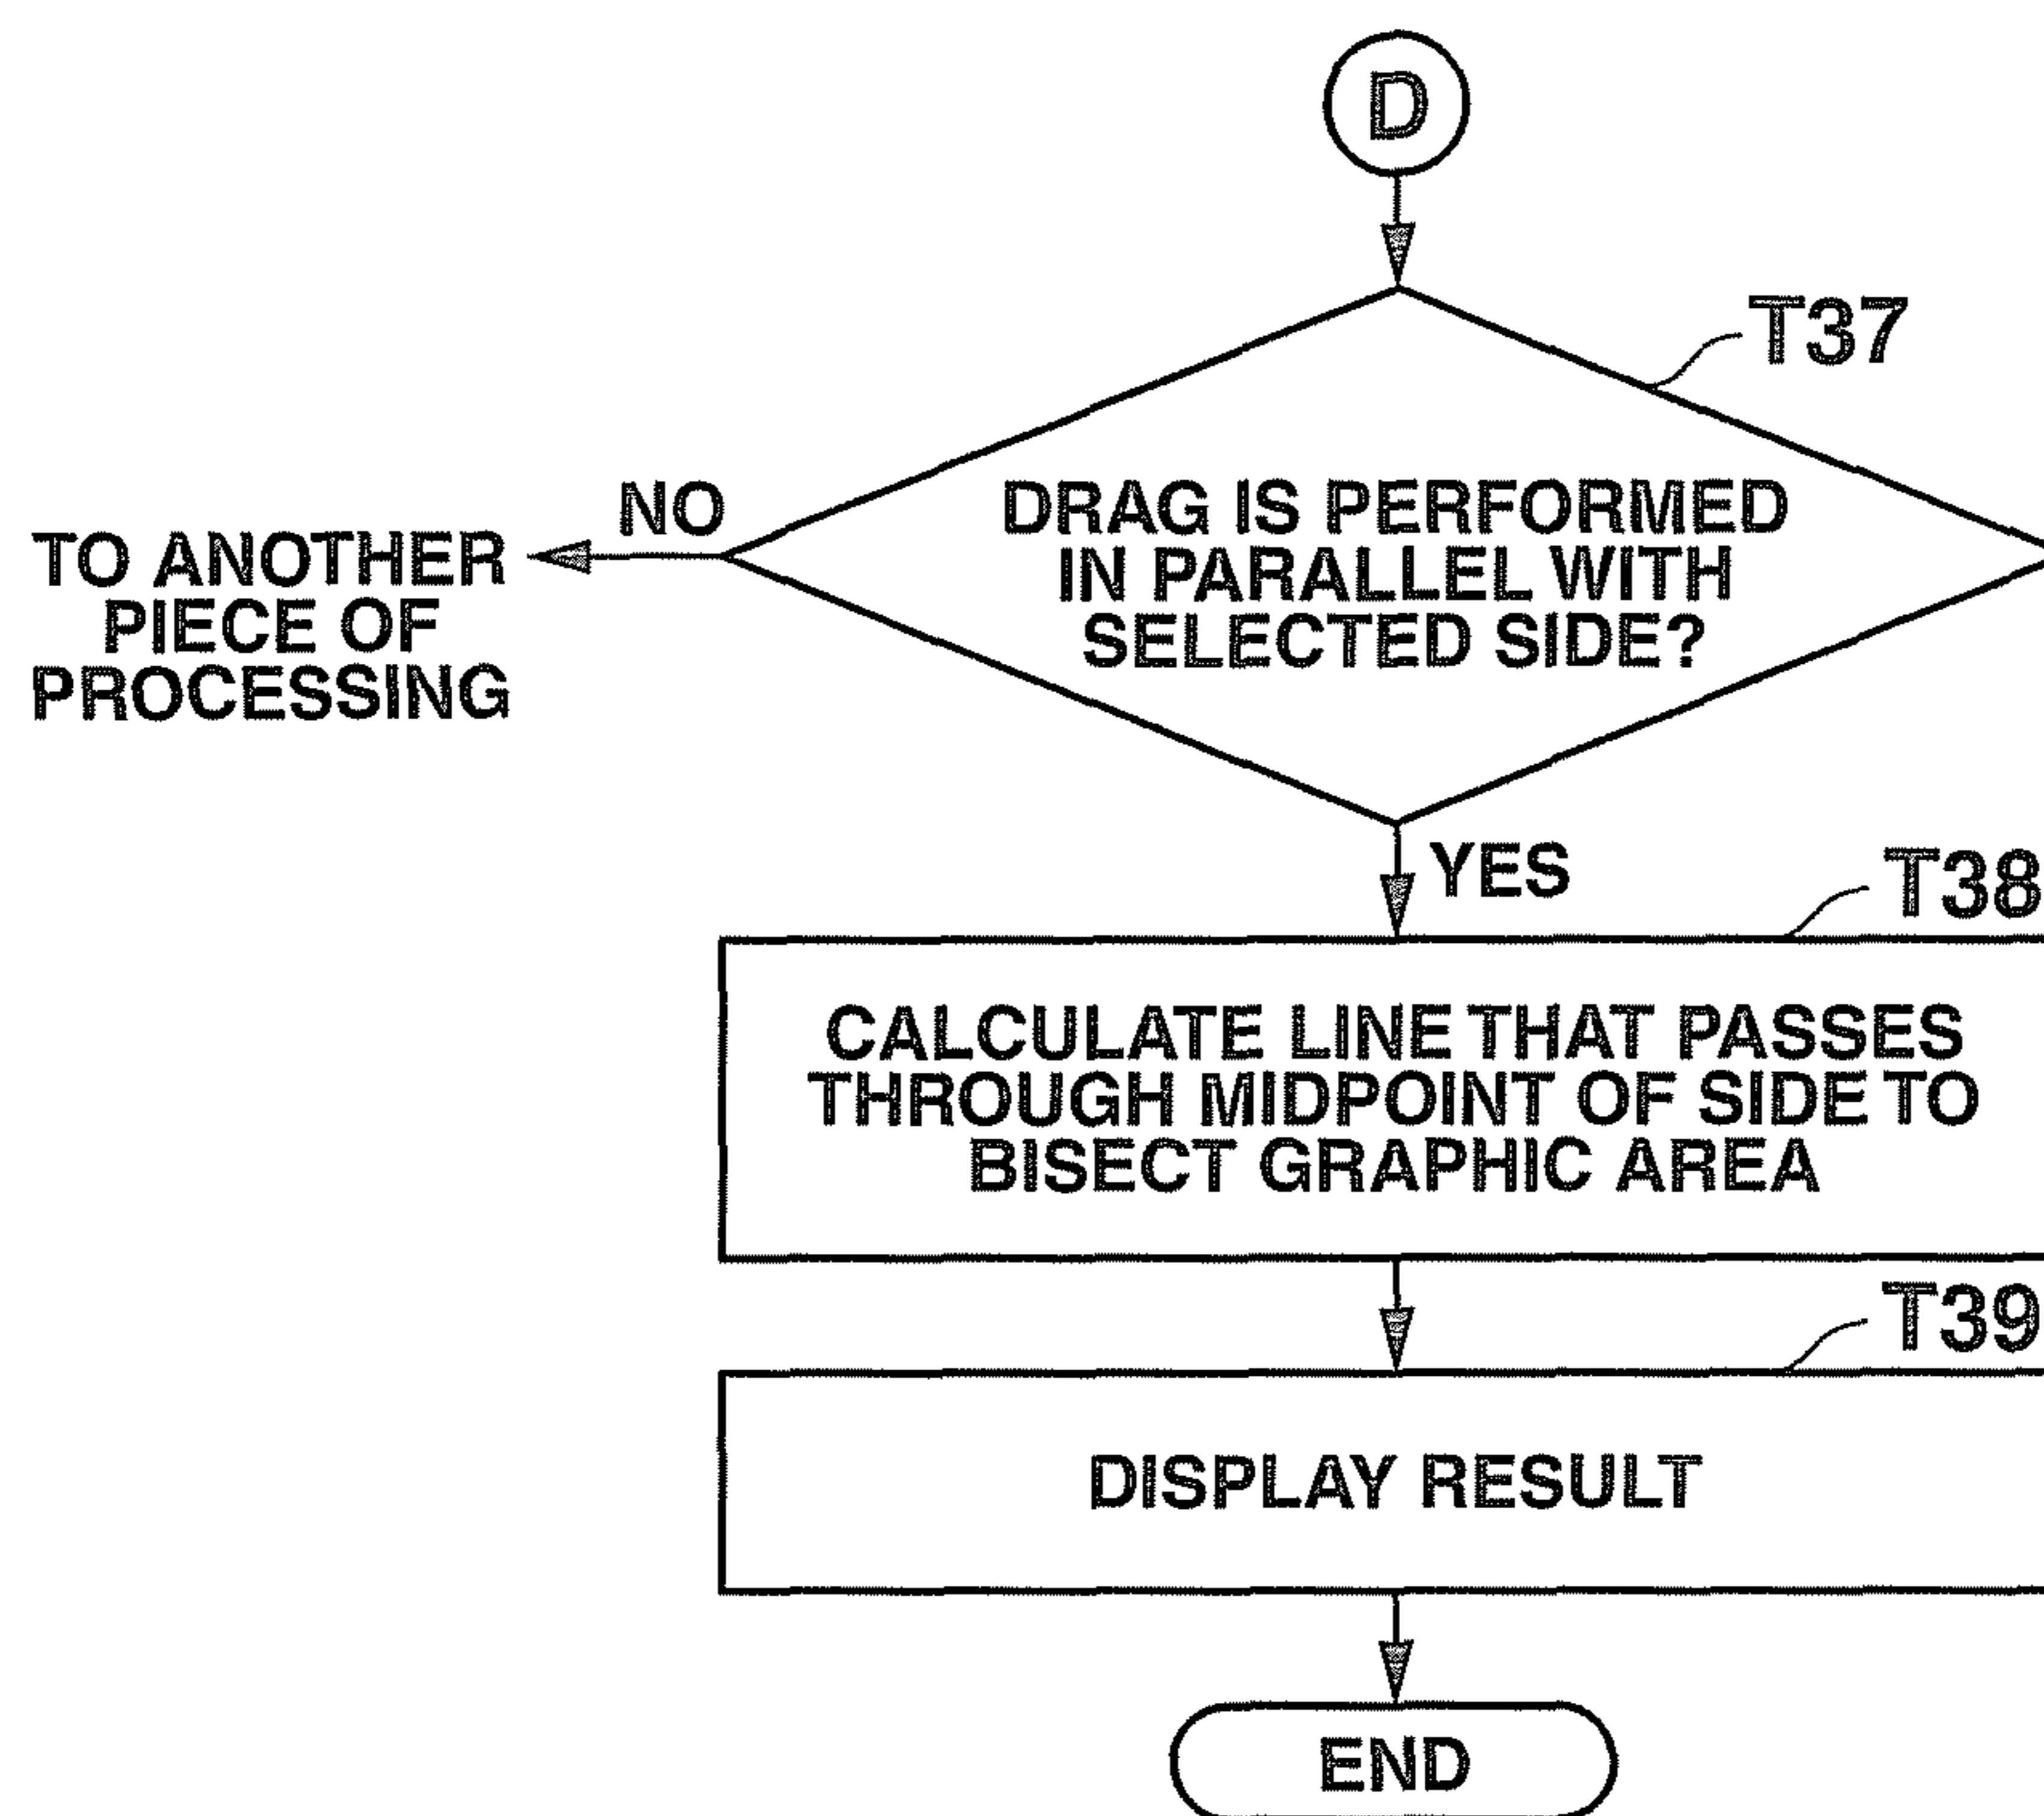 D
T37
DRAG IS PERFORMED
IN PARALLEL WITH
SELECTED SIDE?
NO
TO ANOTHER
PIECE OF
PROCESSING
YES
T38
CALCULATE LINE THAT PASSES
THROUGH MIDPOINT OF SIDE TO
BISECT GRAPHIC AREA
T39
DISPLAY RESULT
END